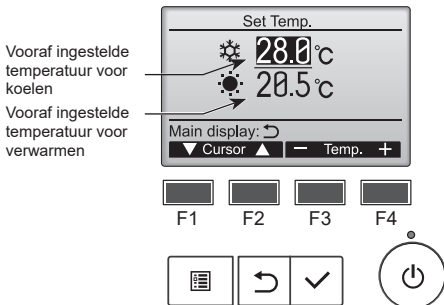 Set Temp.
Vooraf ingestelde
temperatuur voor
koelen
28.0°C
Vooraf ingestelde
temperatuur voor
verwarmen
20.5°C
Main display:
Cursor
Temp.
F1
F2
F3
F4